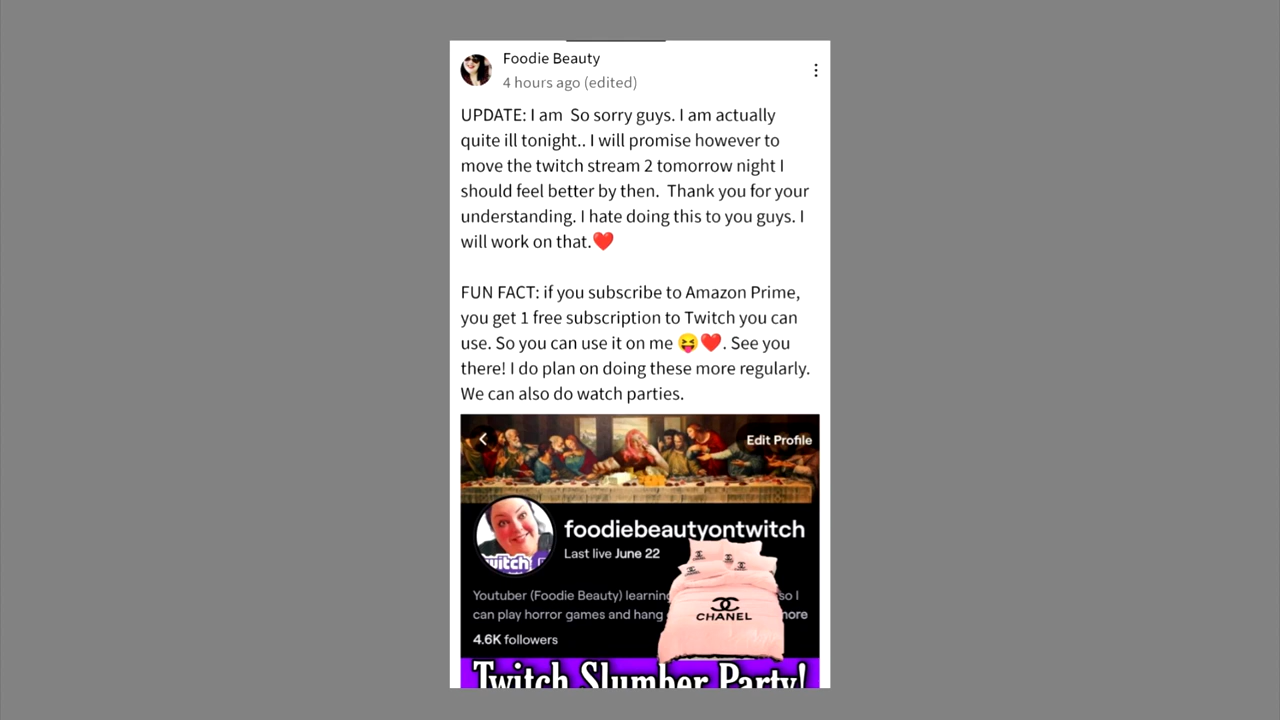 Foodie Beauty
4 hours ago (edited)
UPDATE: I am  So sorry guys. I am actually
quite ill tonight.. I will promise however to
move the twitch stream 2 tomorrow night I
should feel better by then.  Thank you for your
understanding. I hate doing this to you guys. I
will work on that.❤️
FUN FACT: if you subscribe to Amazon Prime,
you get 1 free subscription to Twitch you can
use. So you can use it on me 😝❤️. See you
there! I do plan on doing these more regularly.
We can also do watch parties.
Edit Profile
foodiebeautyontwitch
Last live June 22
witch
Youtuber (Foodie Beauty) learning so I
can play horror games and hang more
CHANEL
4.6K followers
Twitch Slumber Party!